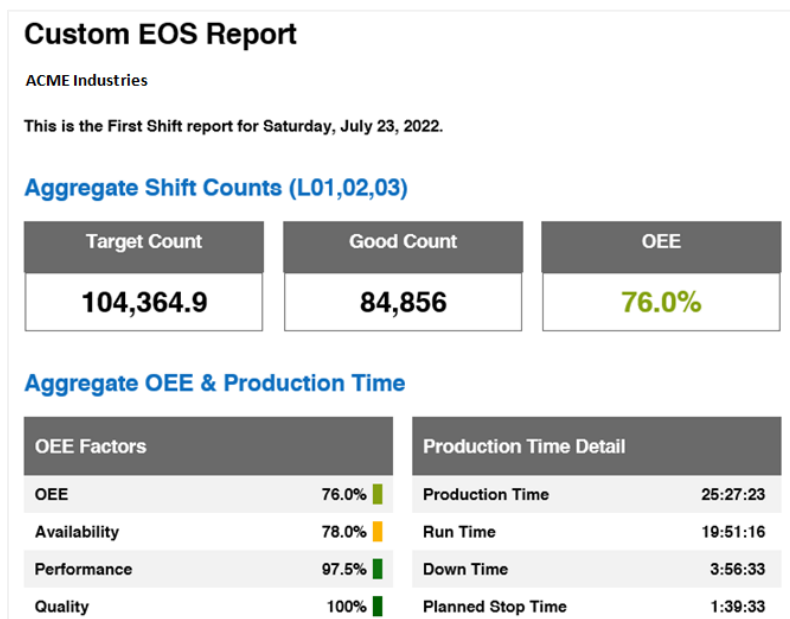 Custom EOS Report
ACME Industries
This is the First Shift report for Saturday, July 23, 2022.
Aggregate Shift Counts (L01,02,03)
Target Count Good Count OEE
104,364.9 84,856 76.0%
Aggregate OEE & Production Time
OEE Factors Production Time Detail
OEE 76.0% Production Time 25:27:23
Availability 78.0% Run Time 19:51:16
Performance 97.5% Down Time 3:56:33
Quality 100% Planned Stop Time 1:39:33